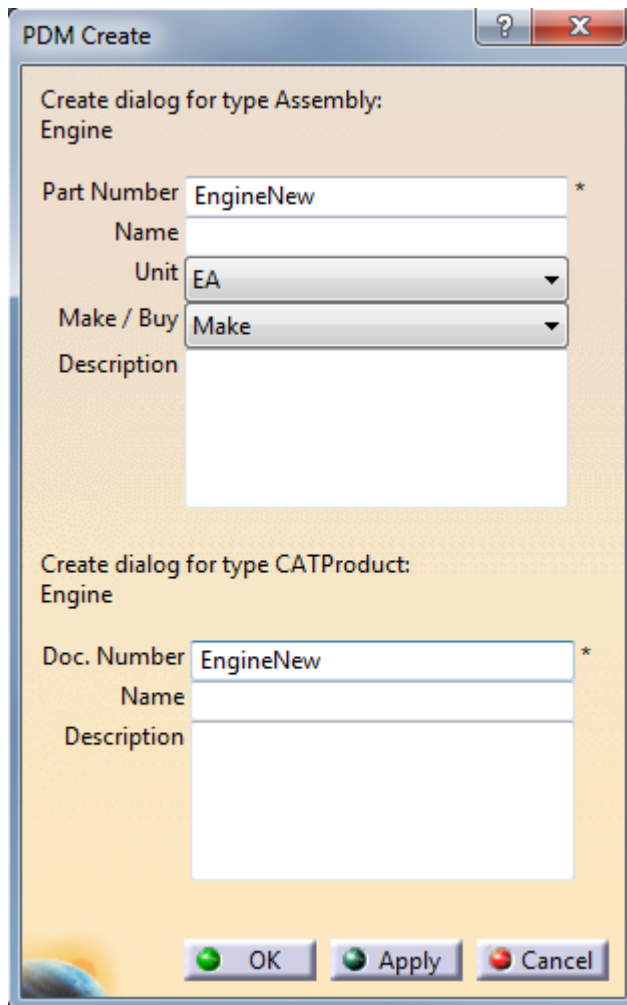 PDM Create
Create dialog for type Assembly:
Engine
Part Number EngineNew *
Name
Unit EA
Make / Buy Make
Description
Create dialog for type CATProduct:
Engine
Doc. Number EngineNew *
Name
Description
OK Apply Cancel